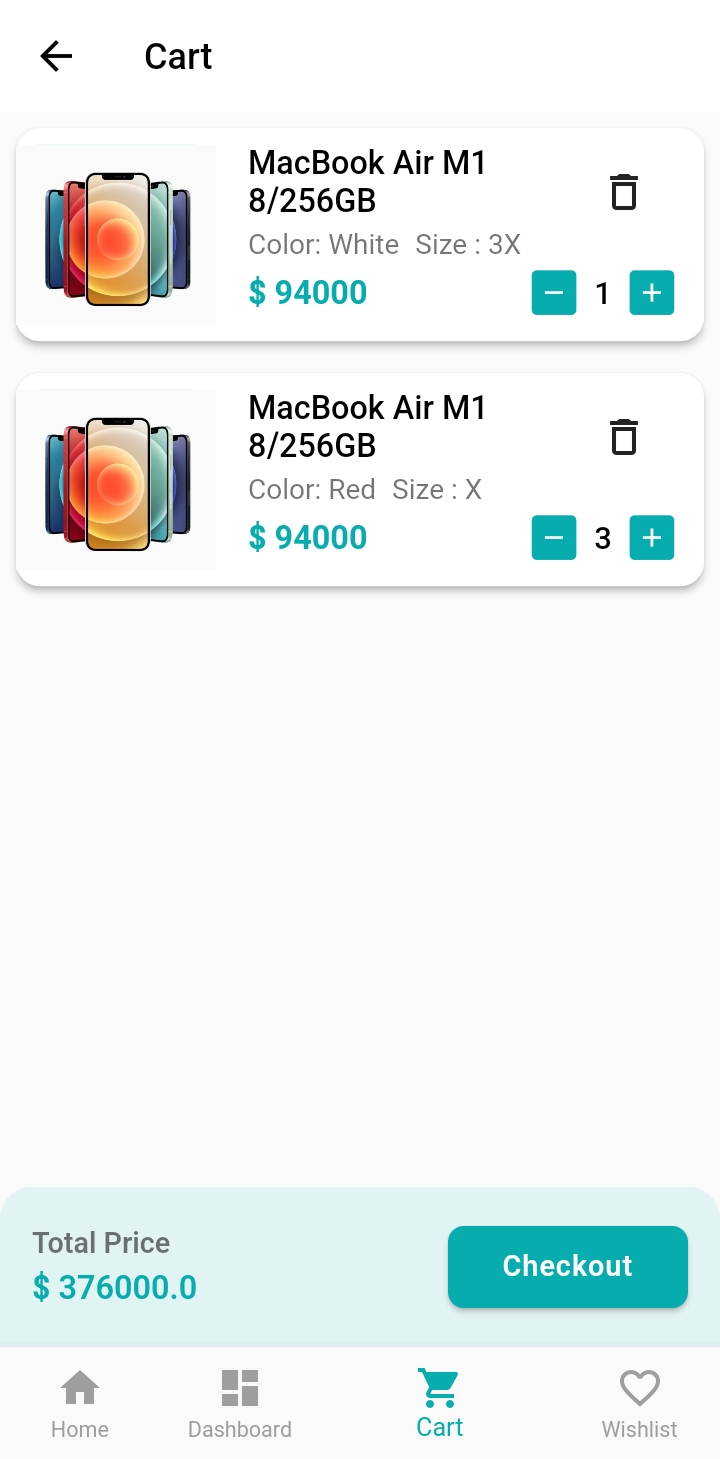 Cart
MacBook Air M1
8/256GB
Color: White Size : 3X
$ 94000
1
MacBook Air M1
8/256GB
Color: Red Size : X
$ 94000
3
Total Price
$ 376000.0
Checkout
Home
Dashboard
Cart
Wishlist